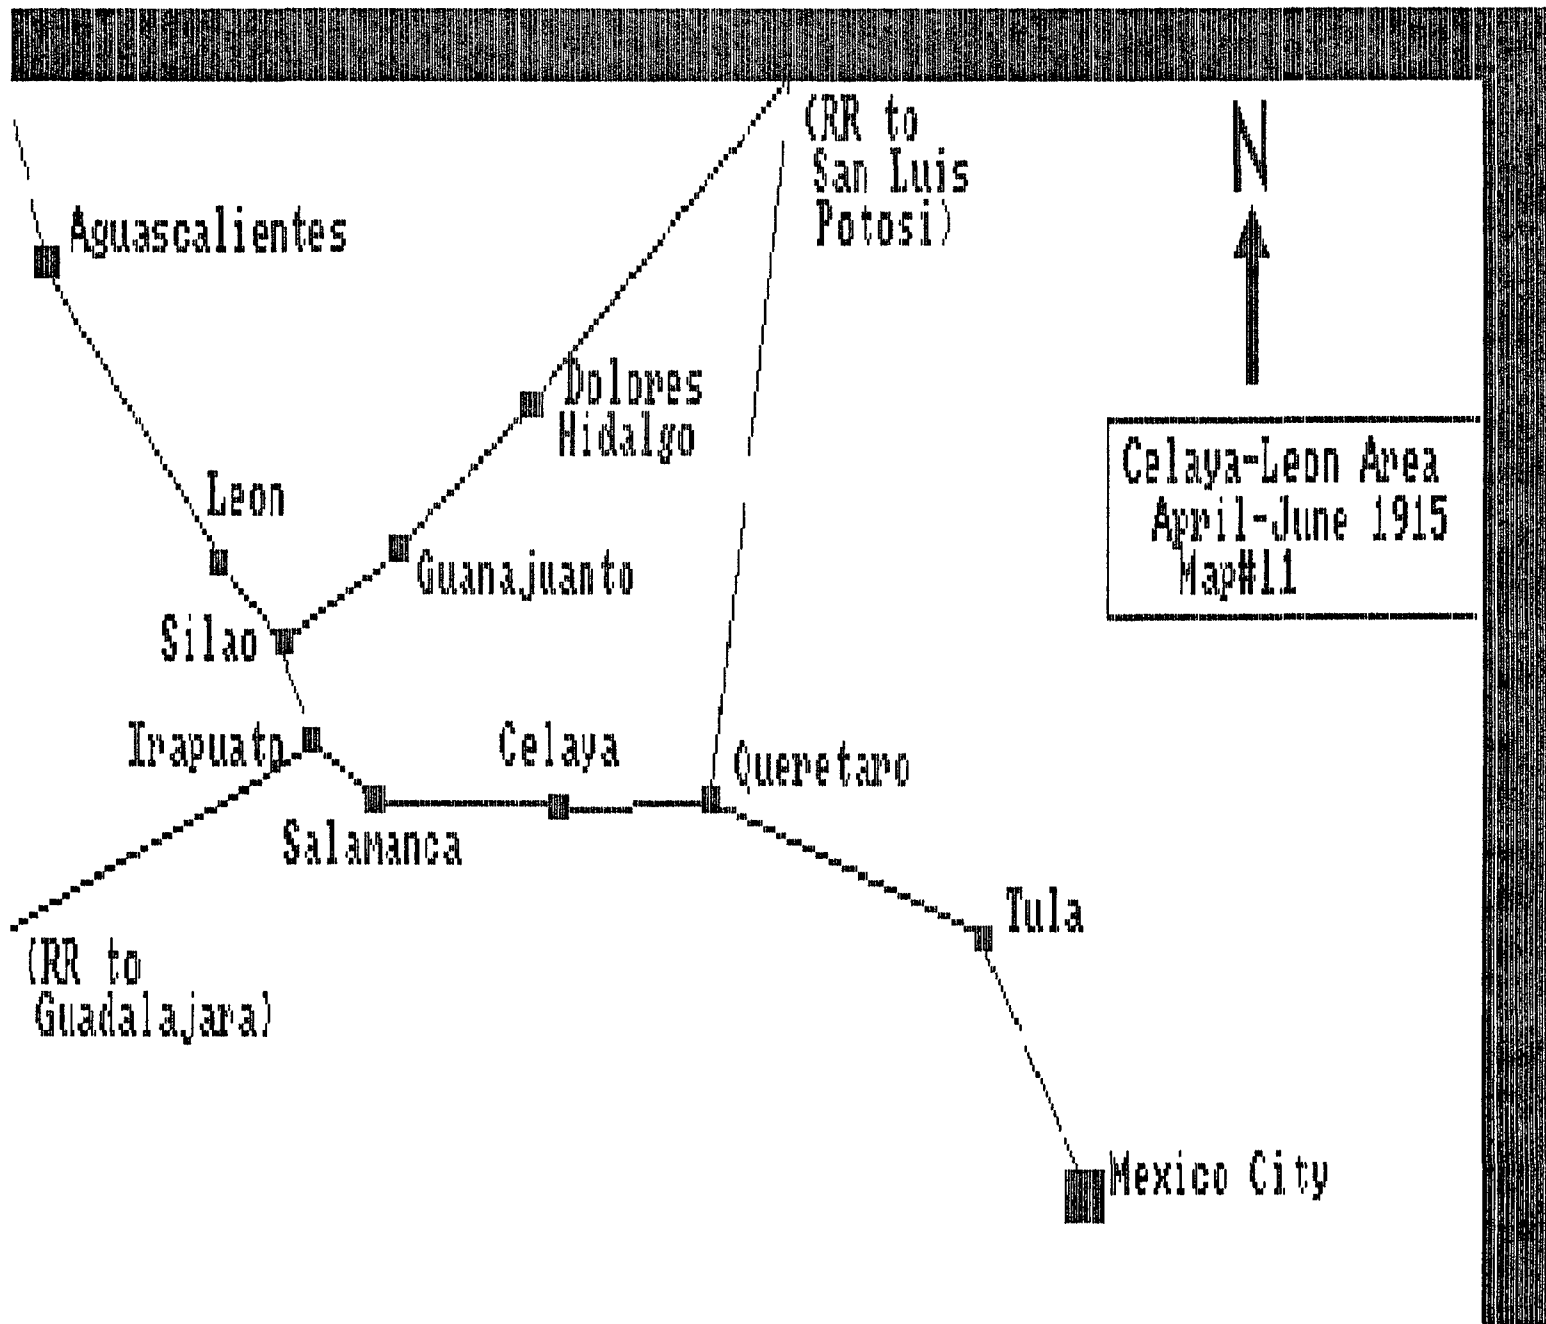 (RR to
San Luis
Potosi)
N
Aguascalientes
Dolores
Hidalgo
Celaya-Leon Area
April-June 1915
Map#11
Leon
Guanajuanto
Silao
Irapuato
Celaya
Queretaro
Salamanca
Tula
(RR to
Guadalajara)
Mexico City